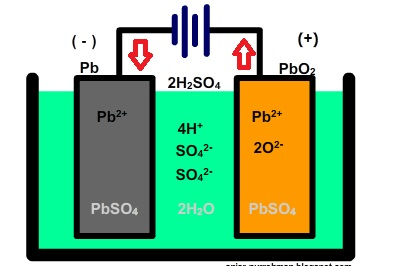 ( - )
(+)
Pb
PbO₂
2H₂SO₄
Pb²⁺
4H⁺
SO₄²⁻
SO₄²⁻
Pb²⁺
2O²⁻
PbSO₄
2H₂O
PbSO₄